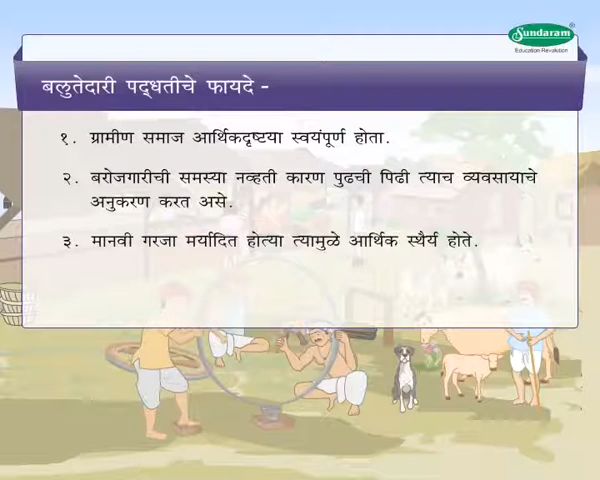 Sundaram
Education Revolution
बलुतेदारी पद्धतीचे फायदे -
१. ग्रामीण समाज आर्थिकदृष्टया स्वयंपूर्ण होता.
२. बरोजगारीची समस्या नव्हती कारण पुढची पिढी त्याच व्यवसायाचे
अनुकरण करत असे.
३. मानवी गरजा मर्यादित होत्या त्यामुळे आर्थिक स्थैर्य होते.